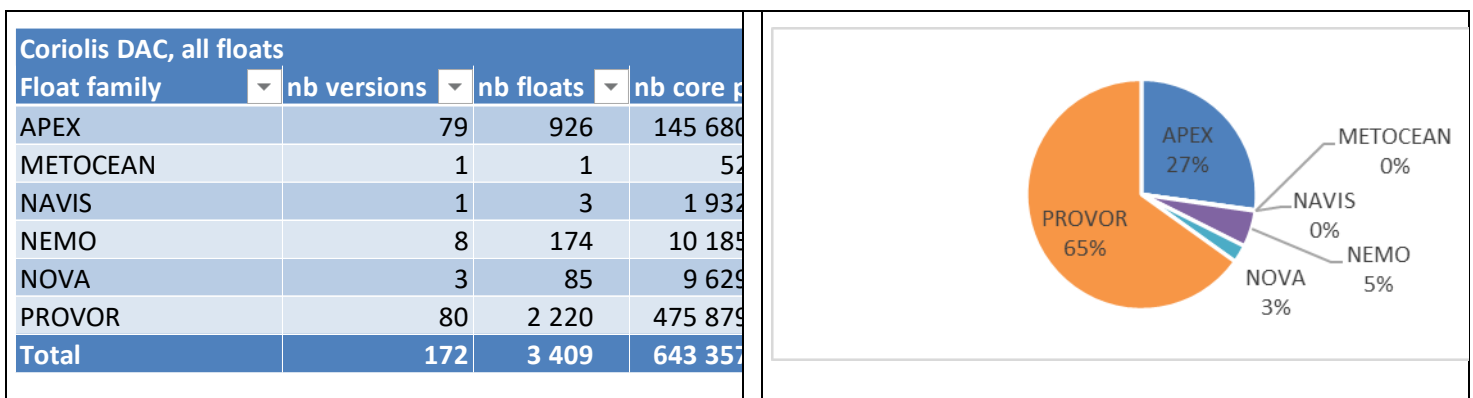 Coriolis DAC, all floats
Float family nb versions nb floats nb core p
APEX 79 926 145 680
METOCEAN 1 1 52
NAVIS 1 3 1 932
NEMO 8 174 10 185
NOVA 3 85 9 629
PROVOR 80 2 220 475 879
Total 172 3 409 643 357
APEX
27%
METOCEAN
0%
NAVIS
0%
NEMO
5%
NOVA
3%
PROVOR
65%